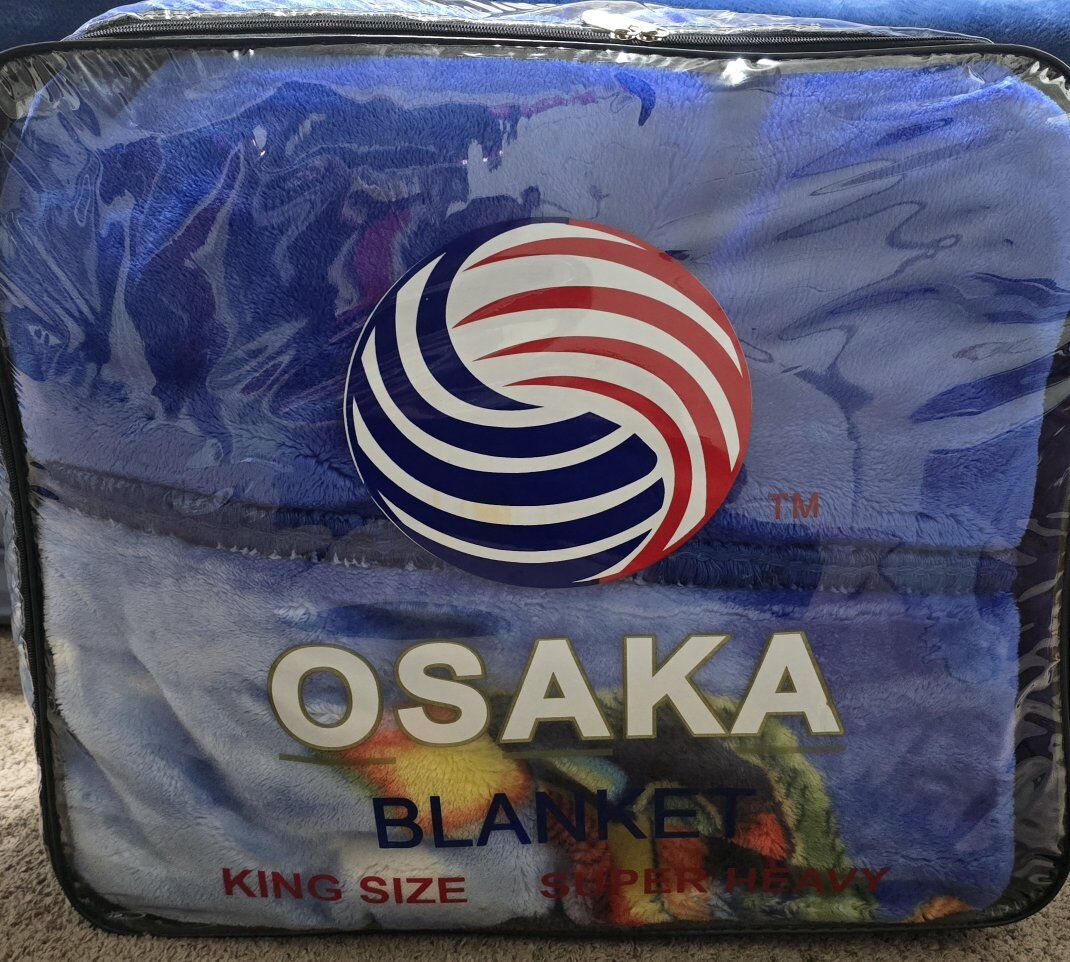 TM
OSAKA
BLANKET
KING SIZE SUPER HEAVY